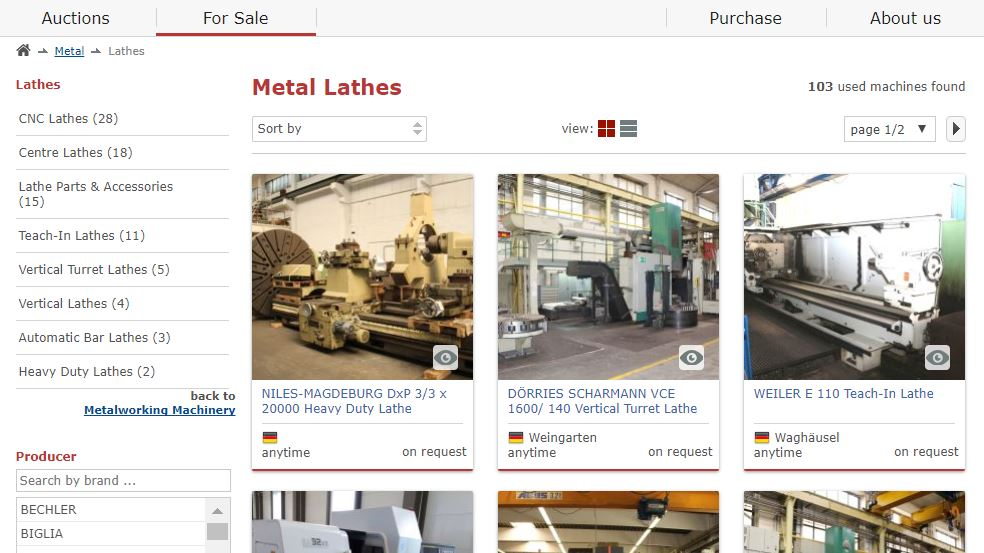 Auctions
For Sale
Purchase
About us
Metal
Lathes
Lathes
CNC Lathes (28)
Centre Lathes (18)
Lathe Parts & Accessories
(15)
Teach-In Lathes (11)
Vertical Turret Lathes (5)
Vertical Lathes (4)
Automatic Bar Lathes (3)
Heavy Duty Lathes (2)
back to
Metalworking Machinery
Producer
Search by brand ...
BECHLER
BIGLIA
Metal Lathes
103 used machines found
Sort by
view:
page 1/2
NILES-MAGDEBURG DxP 3/3 x
20000 Heavy Duty Lathe
anytime
on request
DÖRRIES SCHARMANN VCE
1600/ 140 Vertical Turret Lathe
Weingarten
anytime
on request
WEILER E 110 Teach-In Lathe
Waghäusel
anytime
on request